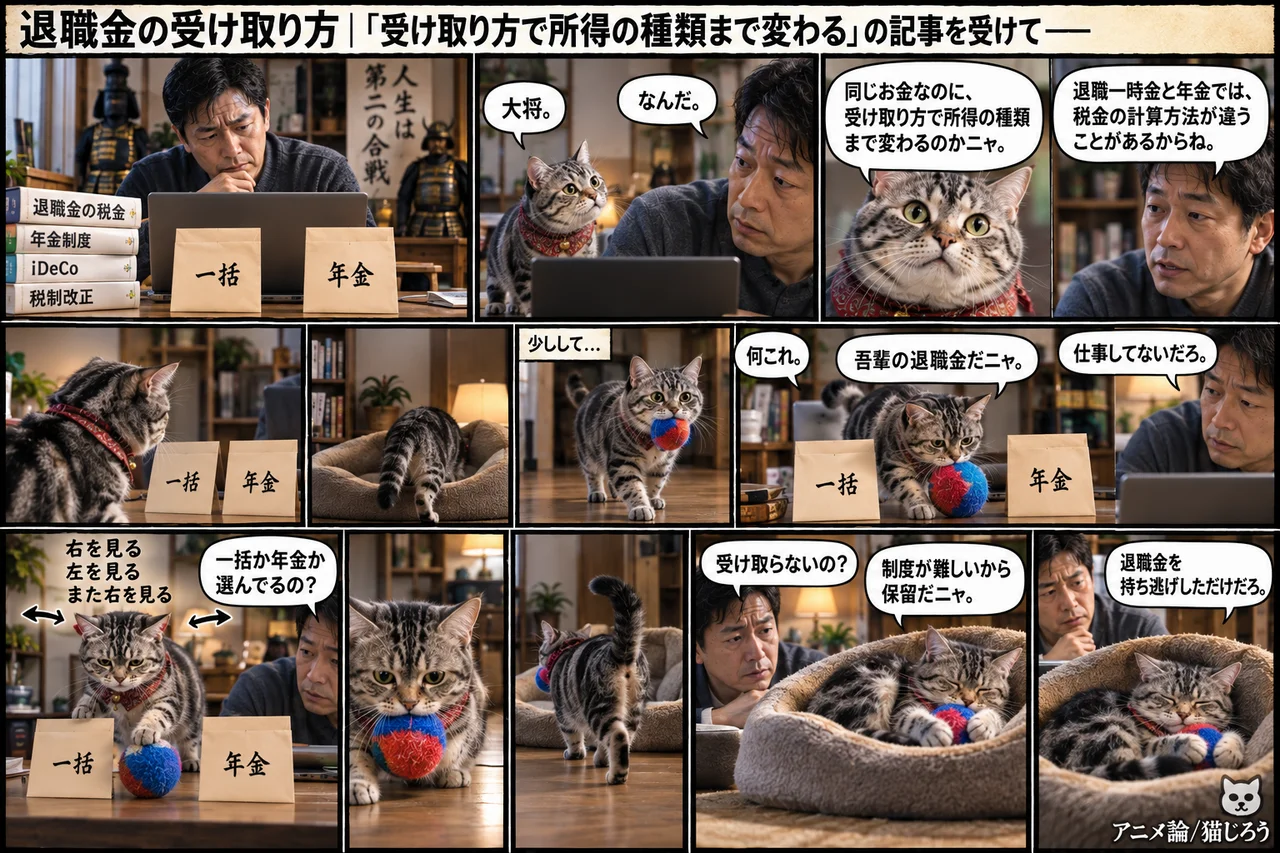 退職金の受け取り方｜「受け取り方で所得の種類まで変わる」の記事を受けて――
人生は
第二の合戦
退職金の税金
年金制度
iDeCo
税制改正
一括
年金
大将。
なんだ。
同じお金なのに、
受け取り方で所得の種類
まで変わるのかニャ。
退職一時金と年金では、
税金の計算方法が違う
ことがあるからね。
一括
年金
少しして…
何これ。
吾輩の退職金だニャ。
仕事してないだろ。
一括
年金
右を見る
左を見る
また右を見る
一括か年金か
選んでるの？
一括
年金
受け取らないの？
制度が難しいから
保留だニャ。
退職金を
持ち逃げしただけだろ。
アニメ論/猫じろう